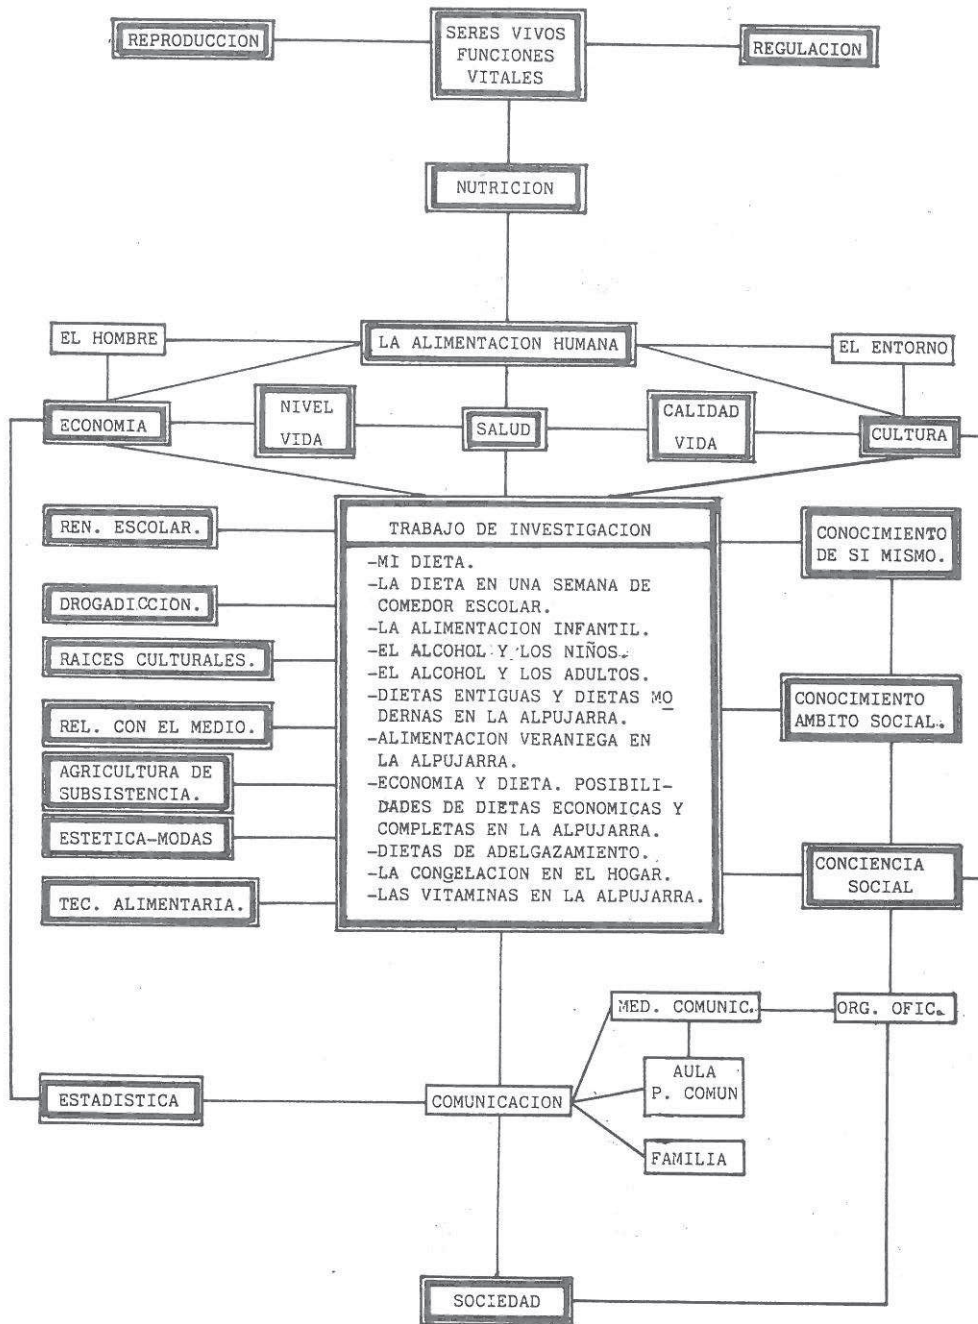 REPRODUCCION
SERES VIVOS
FUNCIONES
VITALES
REGULACION
NUTRICION
EL HOMBRE
LA ALIMENTACION HUMANA
EL ENTORNO
ECONOMIA
NIVEL
VIDA
SALUD
CALIDAD
VIDA
CULTURA
REN. ESCOLAR.
DROGADICCION.
RAICES CULTURALES.
REL. CON EL MEDIO.
AGRICULTURA DE
SUBSISTENCIA.
ESTETICA-MODAS
TEC. ALIMENTARIA.
TRABAJO DE INVESTIGACION
-MI DIETA.
-LA DIETA EN UNA SEMANA DE
COMEDOR ESCOLAR.
-LA ALIMENTACION INFANTIL.
-EL ALCOHOL Y LOS NIÑOS.
-EL ALCOHOL Y LOS ADULTOS.
-DIETAS ENTIGUAS Y DIETAS MO
DERNAS EN LA ALPUJARRA.
-ALIMENTACION VERANIEGA EN
LA ALPUJARRA.
-ECONOMIA Y DIETA. POSIBILI-
DADES DE DIETAS ECONOMICAS Y
COMPLETAS EN LA ALPUJARRA.
-DIETAS DE ADELGAZAMIENTO.
-LA CONGELACION EN EL HOGAR.
-LAS VITAMINAS EN LA ALPUJARRA.
CONOCIMIENTO
DE SI MISMO.
CONOCIMIENTO
AMBITO SOCIAL.
CONCIENCIA
SOCIAL
MED. COMUNIC.
ORG. OFIC.
AULA
P. COMUN
ESTADISTICA
COMUNICACION
FAMILIA
SOCIEDAD